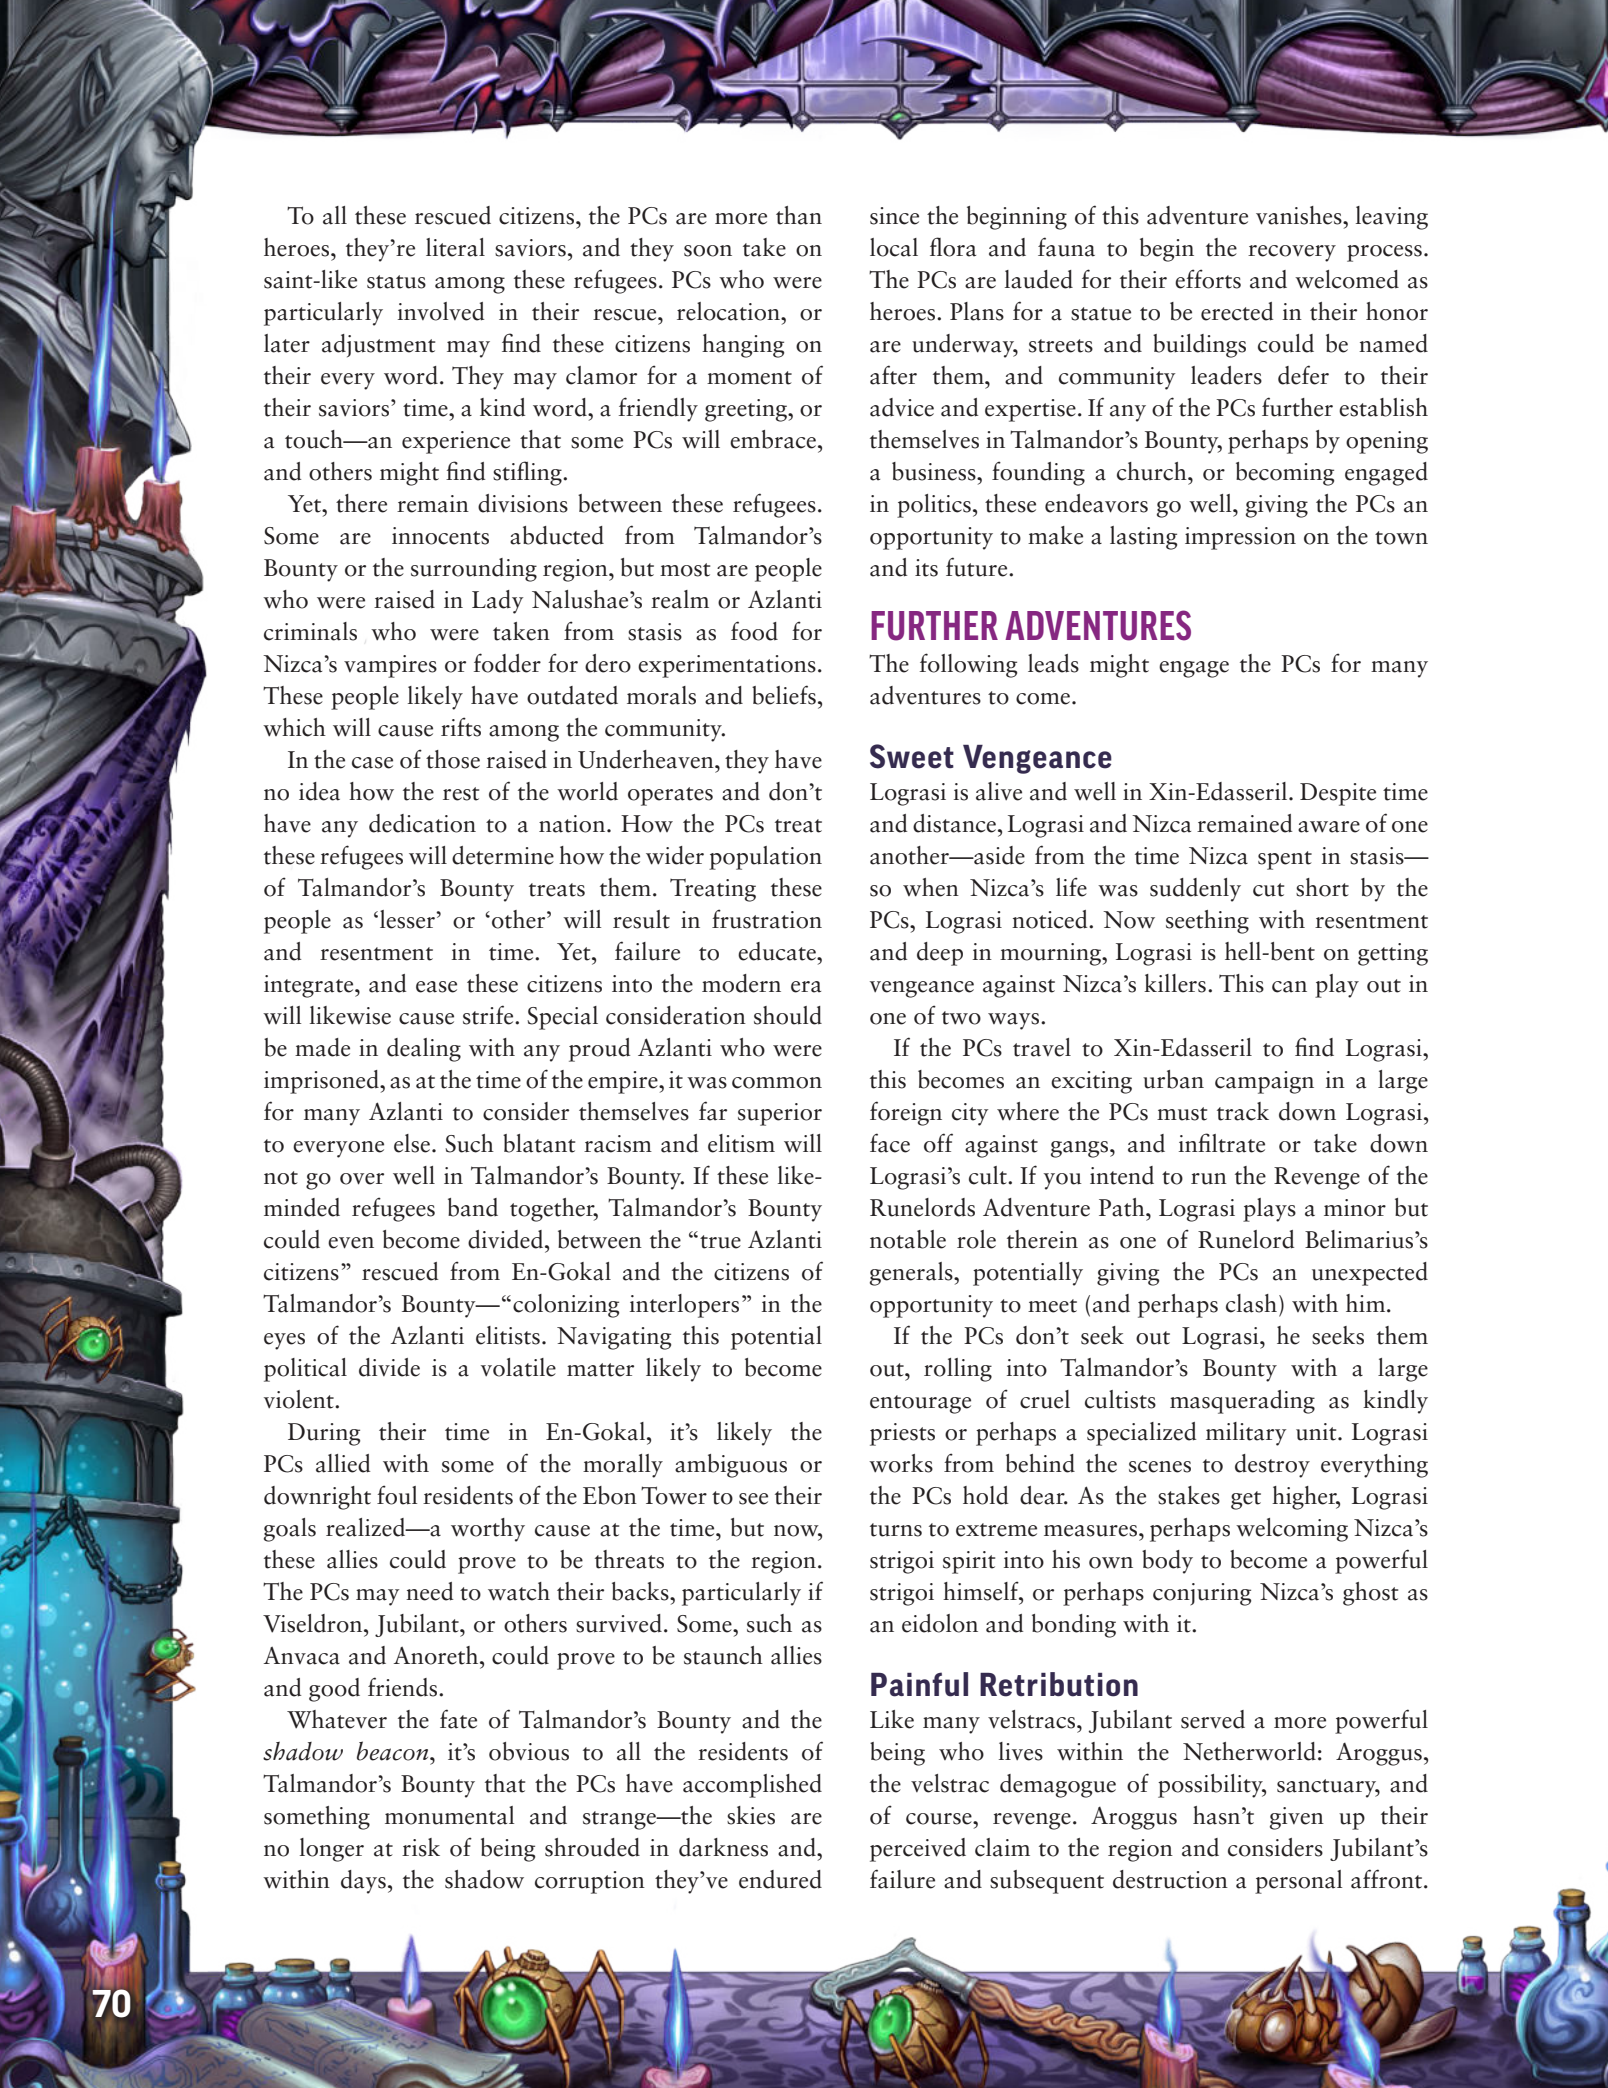 To all these rescued citizens, the PCs are more than
heroes, they’re literal saviors, and they soon take on
saint-like status among these refugees. PCs who were
particularly involved in their rescue, relocation, or
later adjustment may find these citizens hanging on
their every word. They may clamor for a moment of
their saviors’ time, a kind word, a friendly greeting, or
a touch—an experience that some PCs will embrace,
and others might find stifling.
Yet, there remain divisions between these refugees.
Some are innocents abducted from Talmandor’s
Bounty or the surrounding region, but most are people
who were raised in Lady Nalushae’s realm or Azlanti
criminals who were taken from stasis as food for
Nizca’s vampires or fodder for dero experimentations.
These people likely have outdated morals and beliefs,
which will cause rifts among the community.
In the case of those raised in Underheaven, they have
no idea how the rest of the world operates and don’t
have any dedication to a nation. How the PCs treat
these refugees will determine how the wider population
of Talmandor’s Bounty treats them. Treating these
people as ‘lesser’ or ‘other’ will result in frustration
and resentment in time. Yet, failure to educate,
integrate, and ease these citizens into the modern era
will likewise cause strife. Special consideration should
be made in dealing with any proud Azlanti who were
imprisoned, as at the time of the empire, it was common
for many Azlanti to consider themselves far superior
to everyone else. Such blatant racism and elitism will
not go over well in Talmandor’s Bounty. If these like-
minded refugees band together, Talmandor’s Bounty
could even become divided, between the “true Azlanti
citizens” rescued from En-Gokal and the citizens of
Talmandor’s Bounty—“colonizing interlopers” in the
eyes of the Azlanti elitists. Navigating this potential
political divide is a volatile matter likely to become
violent.
During their time in En-Gokal, it’s likely the
PCs allied with some of the morally ambiguous or
downright foul residents of the Ebon Tower to see their
goals realized—a worthy cause at the time, but now,
these allies could prove to be threats to the region.
The PCs may need to watch their backs, particularly if
Viseldron, Jubilant, or others survived. Some, such as
Anvaca and Anoreth, could prove to be staunch allies
and good friends.
Whatever the fate of Talmandor’s Bounty and the
shadow beacon, it’s obvious to all the residents of
Talmandor’s Bounty that the PCs have accomplished
something monumental and strange—the skies are
no longer at risk of being shrouded in darkness and,
within days, the shadow corruption they’ve endured
since the beginning of this adventure vanishes, leaving
local flora and fauna to begin the recovery process.
The PCs are lauded for their efforts and welcomed as
heroes. Plans for a statue to be erected in their honor
are underway, streets and buildings could be named
after them, and community leaders defer to their
advice and expertise. If any of the PCs further establish
themselves in Talmandor’s Bounty, perhaps by opening
a business, founding a church, or becoming engaged
in politics, these endeavors go well, giving the PCs an
opportunity to make a lasting impression on the town
and its future.
FURTHER ADVENTURES
The following leads might engage the PCs for many
adventures to come.
Sweet Vengeance
Lograsi is alive and well in Xin-Edasseril. Despite time
and distance, Lograsi and Nizca remained aware of one
another—aside from the time Nizca spent in stasis—
so when Nizca’s life was suddenly cut short by the
PCs, Lograsi noticed. Now seething with resentment
and deep in mourning, Lograsi is hell-bent on getting
vengeance against Nizca’s killers. This can play out in
one of two ways.
If the PCs travel to Xin-Edasseril to find Lograsi,
this becomes an exciting urban campaign in a large
foreign city where the PCs must track down Lograsi,
face off against gangs, and infiltrate or take down
Lograsi’s cult. If you intend to run the Revenge of the
Runelords Adventure Path, Lograsi plays a minor but
notable role therein as one of Runelord Belimarius’s
generals, potentially giving the PCs an unexpected
opportunity to meet (and perhaps clash) with him.
If the PCs don’t seek out Lograsi, he seeks them
out, rolling into Talmandor’s Bounty with a large
entourage of cruel cultists masquerading as kindly
priests or perhaps a specialized military unit. Lograsi
works from behind the scenes to destroy everything
the PCs hold dear. As the stakes get higher, Lograsi
turns to extreme measures, perhaps welcoming Nizca’s
strigoi spirit into his own body to become a powerful
strigoi himself, or perhaps conjuring Nizca’s ghost as
an eidolon and bonding with it.
Painful Retribution
Like many velstracs, Jubilant served a more powerful
being who lives within the Netherworld: Aroggus,
the velstrac demagogue of possibility, sanctuary, and
of course, revenge. Aroggus hasn’t given up their
perceived claim to the region and considers Jubilant’s
failure and subsequent destruction a personal affront.
70